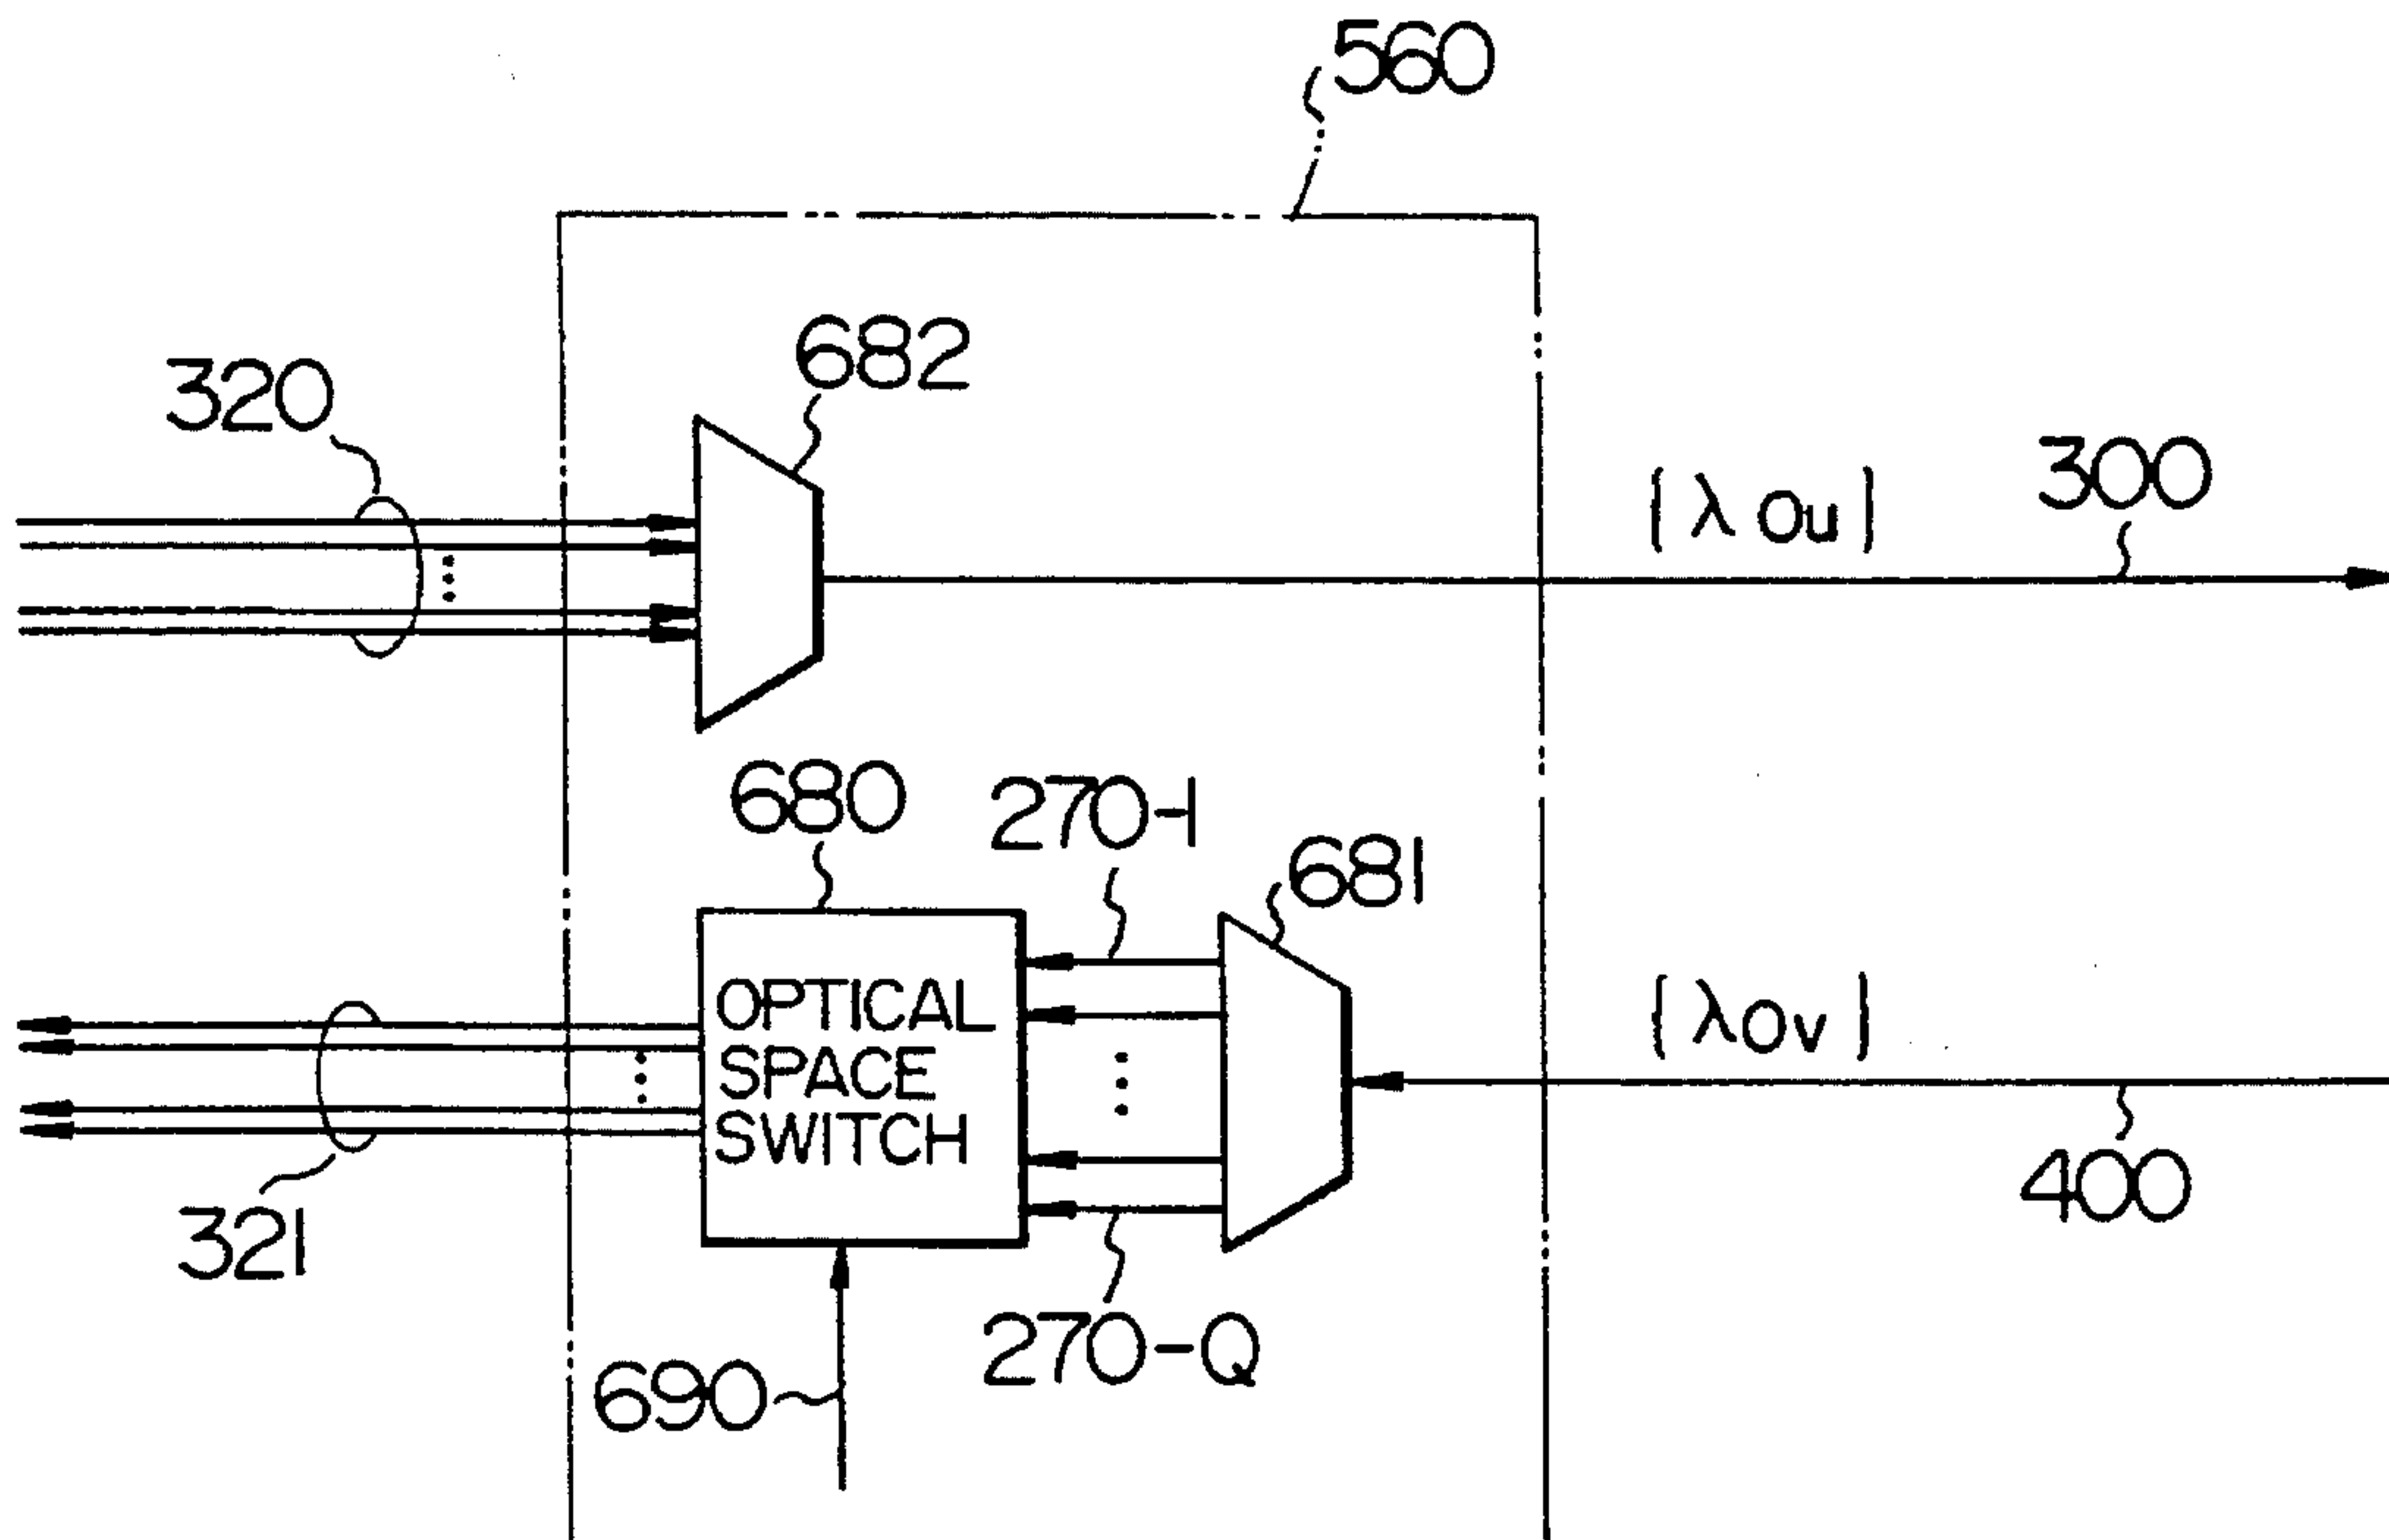 560
682
320
{λ0u}
300
680
270-1
681
OPTICAL
SPACE
SWITCH
{λ0v}
400
321
270-Q
690